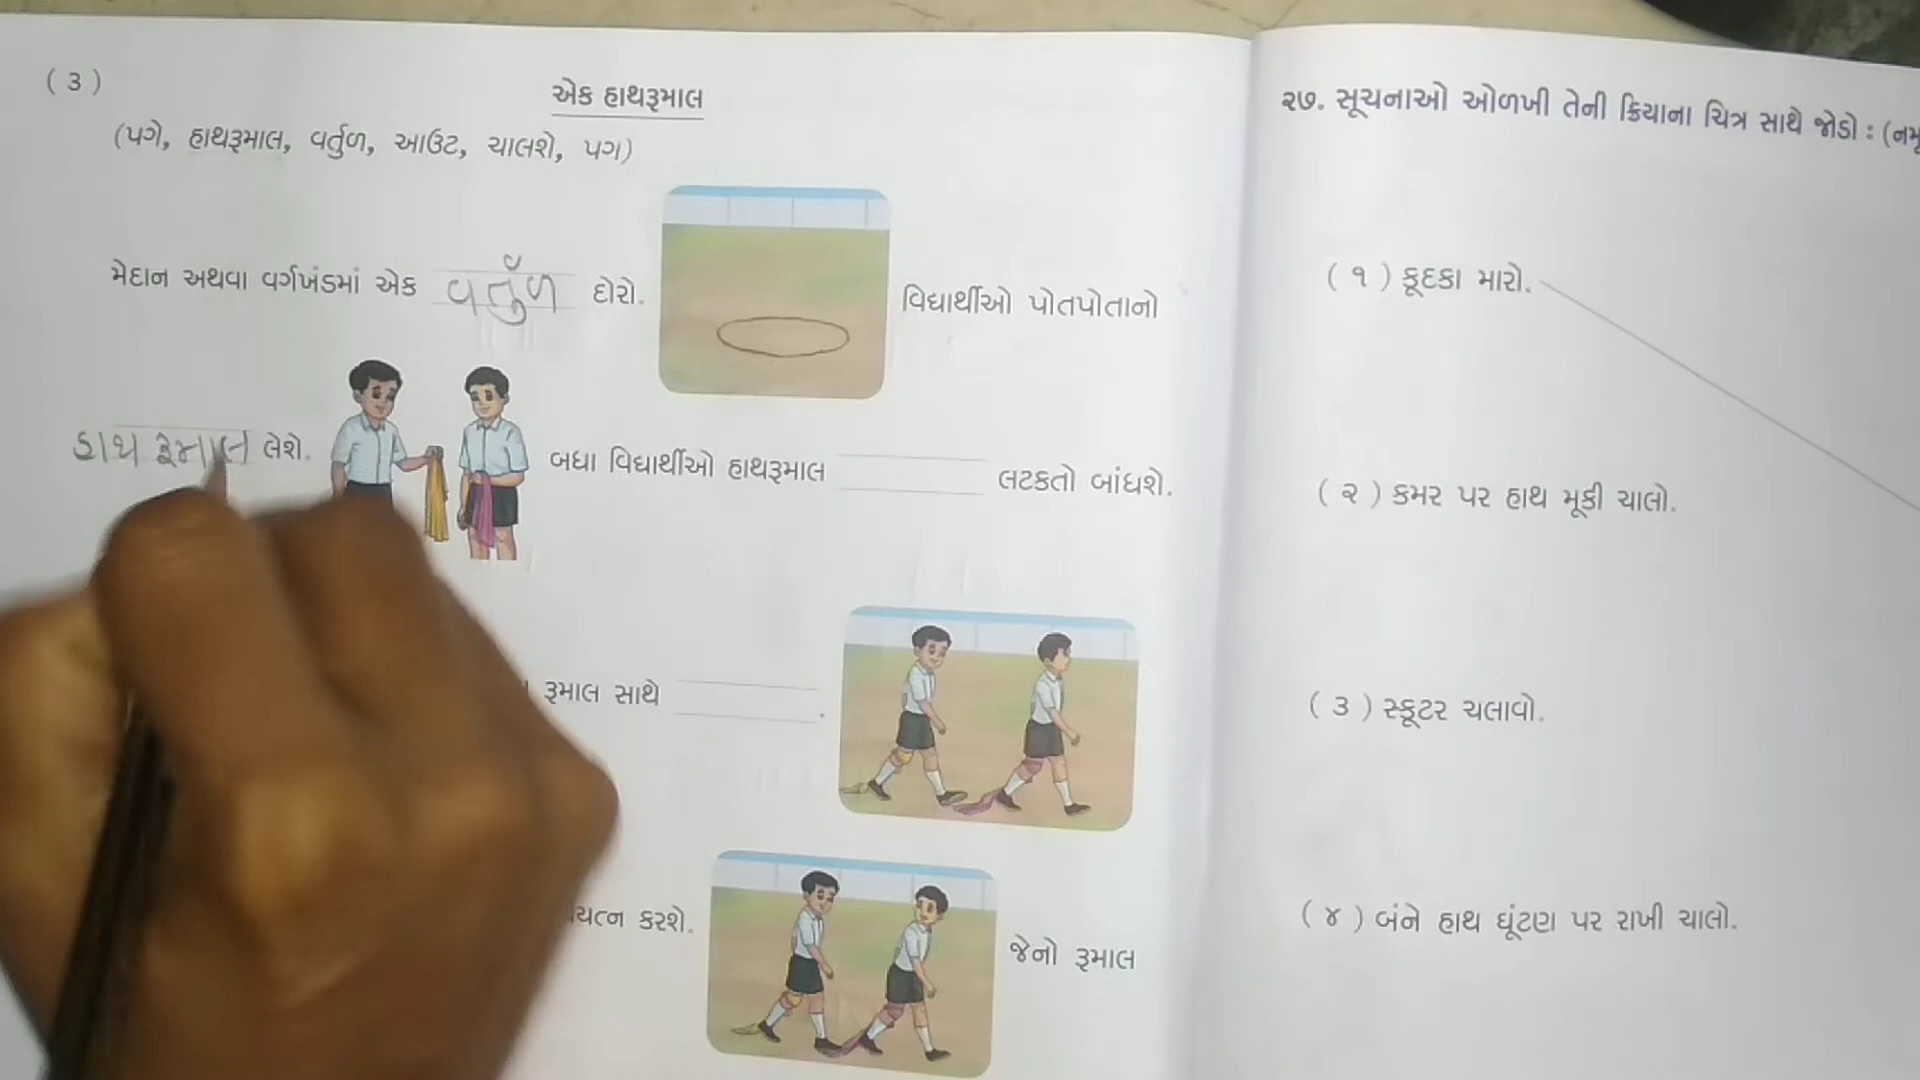 (૩)
એક હાથરૂમાલ
(પગે, હાથરૂમાલ, વર્તુળ, આઉટ, ચાલશે, પગ)
મેદાન અથવા વર્ગખંડમાં એક વર્તુળ દોરો. વિદ્યાર્થીઓ પોતપોતાનો
હાથ રૂમાલ લેશે. બધા વિદ્યાર્થીઓ હાથરૂમાલ લટકતો બાંધશે.
રૂમાલ સાથે .
કરશે. જેનો રૂમાલ
૨૭. સૂચનાઓ ઓળખી તેની ક્રિયાના ચિત્ર સાથે જોડો : (
(૧) કૂદકા મારો.
(૨) કમર પર હાથ મૂકી ચાલો.
(૩) સ્કૂટર ચલાવો.
(૪) બંને હાથ ઘૂંટણ પર રાખી ચાલો.